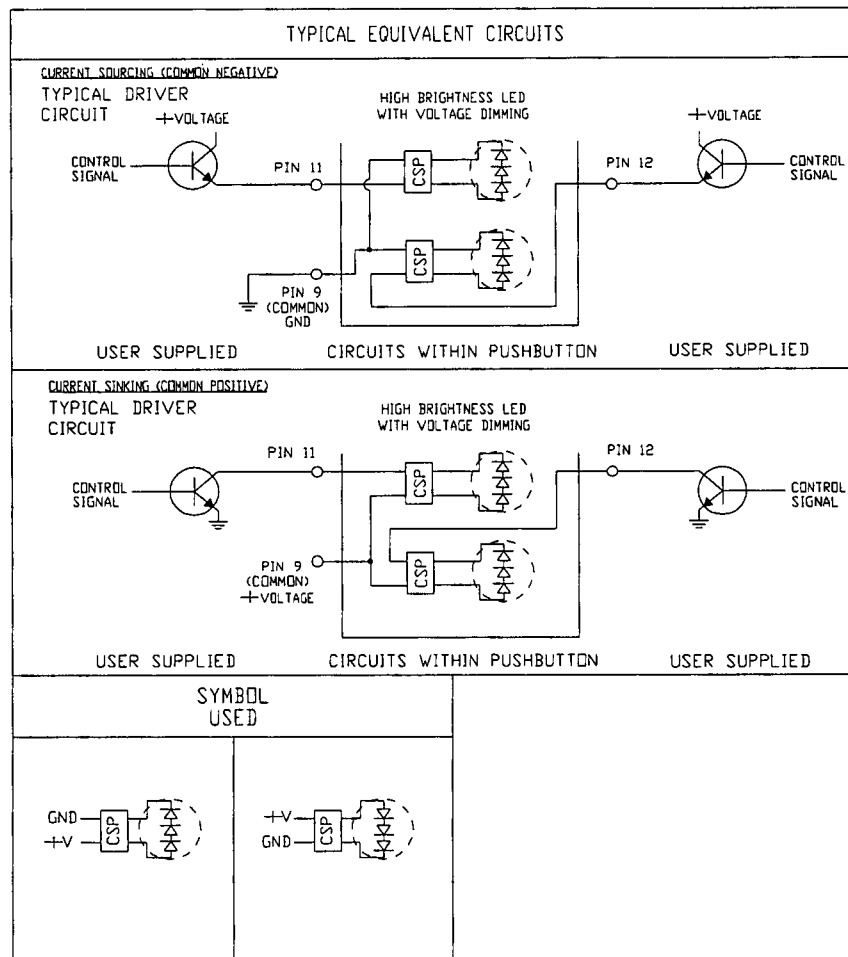 TYPICAL EQUIVALENT CIRCUITS
CURRENT SOURCING (COMMON NEGATIVE)
TYPICAL DRIVER
CIRCUIT
+VOLTAGE
CONTROL
SIGNAL
PIN 11
HIGH BRIGHTNESS LED
WITH VOLTAGE DIMMING
CSP
CSP
PIN 12
+VOLTAGE
CONTROL
SIGNAL
PIN 9
(COMMON)
GND
USER SUPPLIED
CIRCUITS WITHIN PUSHBUTTON
USER SUPPLIED
CURRENT SINKING (COMMON POSITIVE)
TYPICAL DRIVER
CIRCUIT
CONTROL
SIGNAL
PIN 11
HIGH BRIGHTNESS LED
WITH VOLTAGE DIMMING
CSP
CSP
PIN 12
CONTROL
SIGNAL
PIN 9
(COMMON)
+VOLTAGE
USER SUPPLIED
CIRCUITS WITHIN PUSHBUTTON
USER SUPPLIED
SYMBOL
USED
GND
+V
CSP
+V
GND
CSP